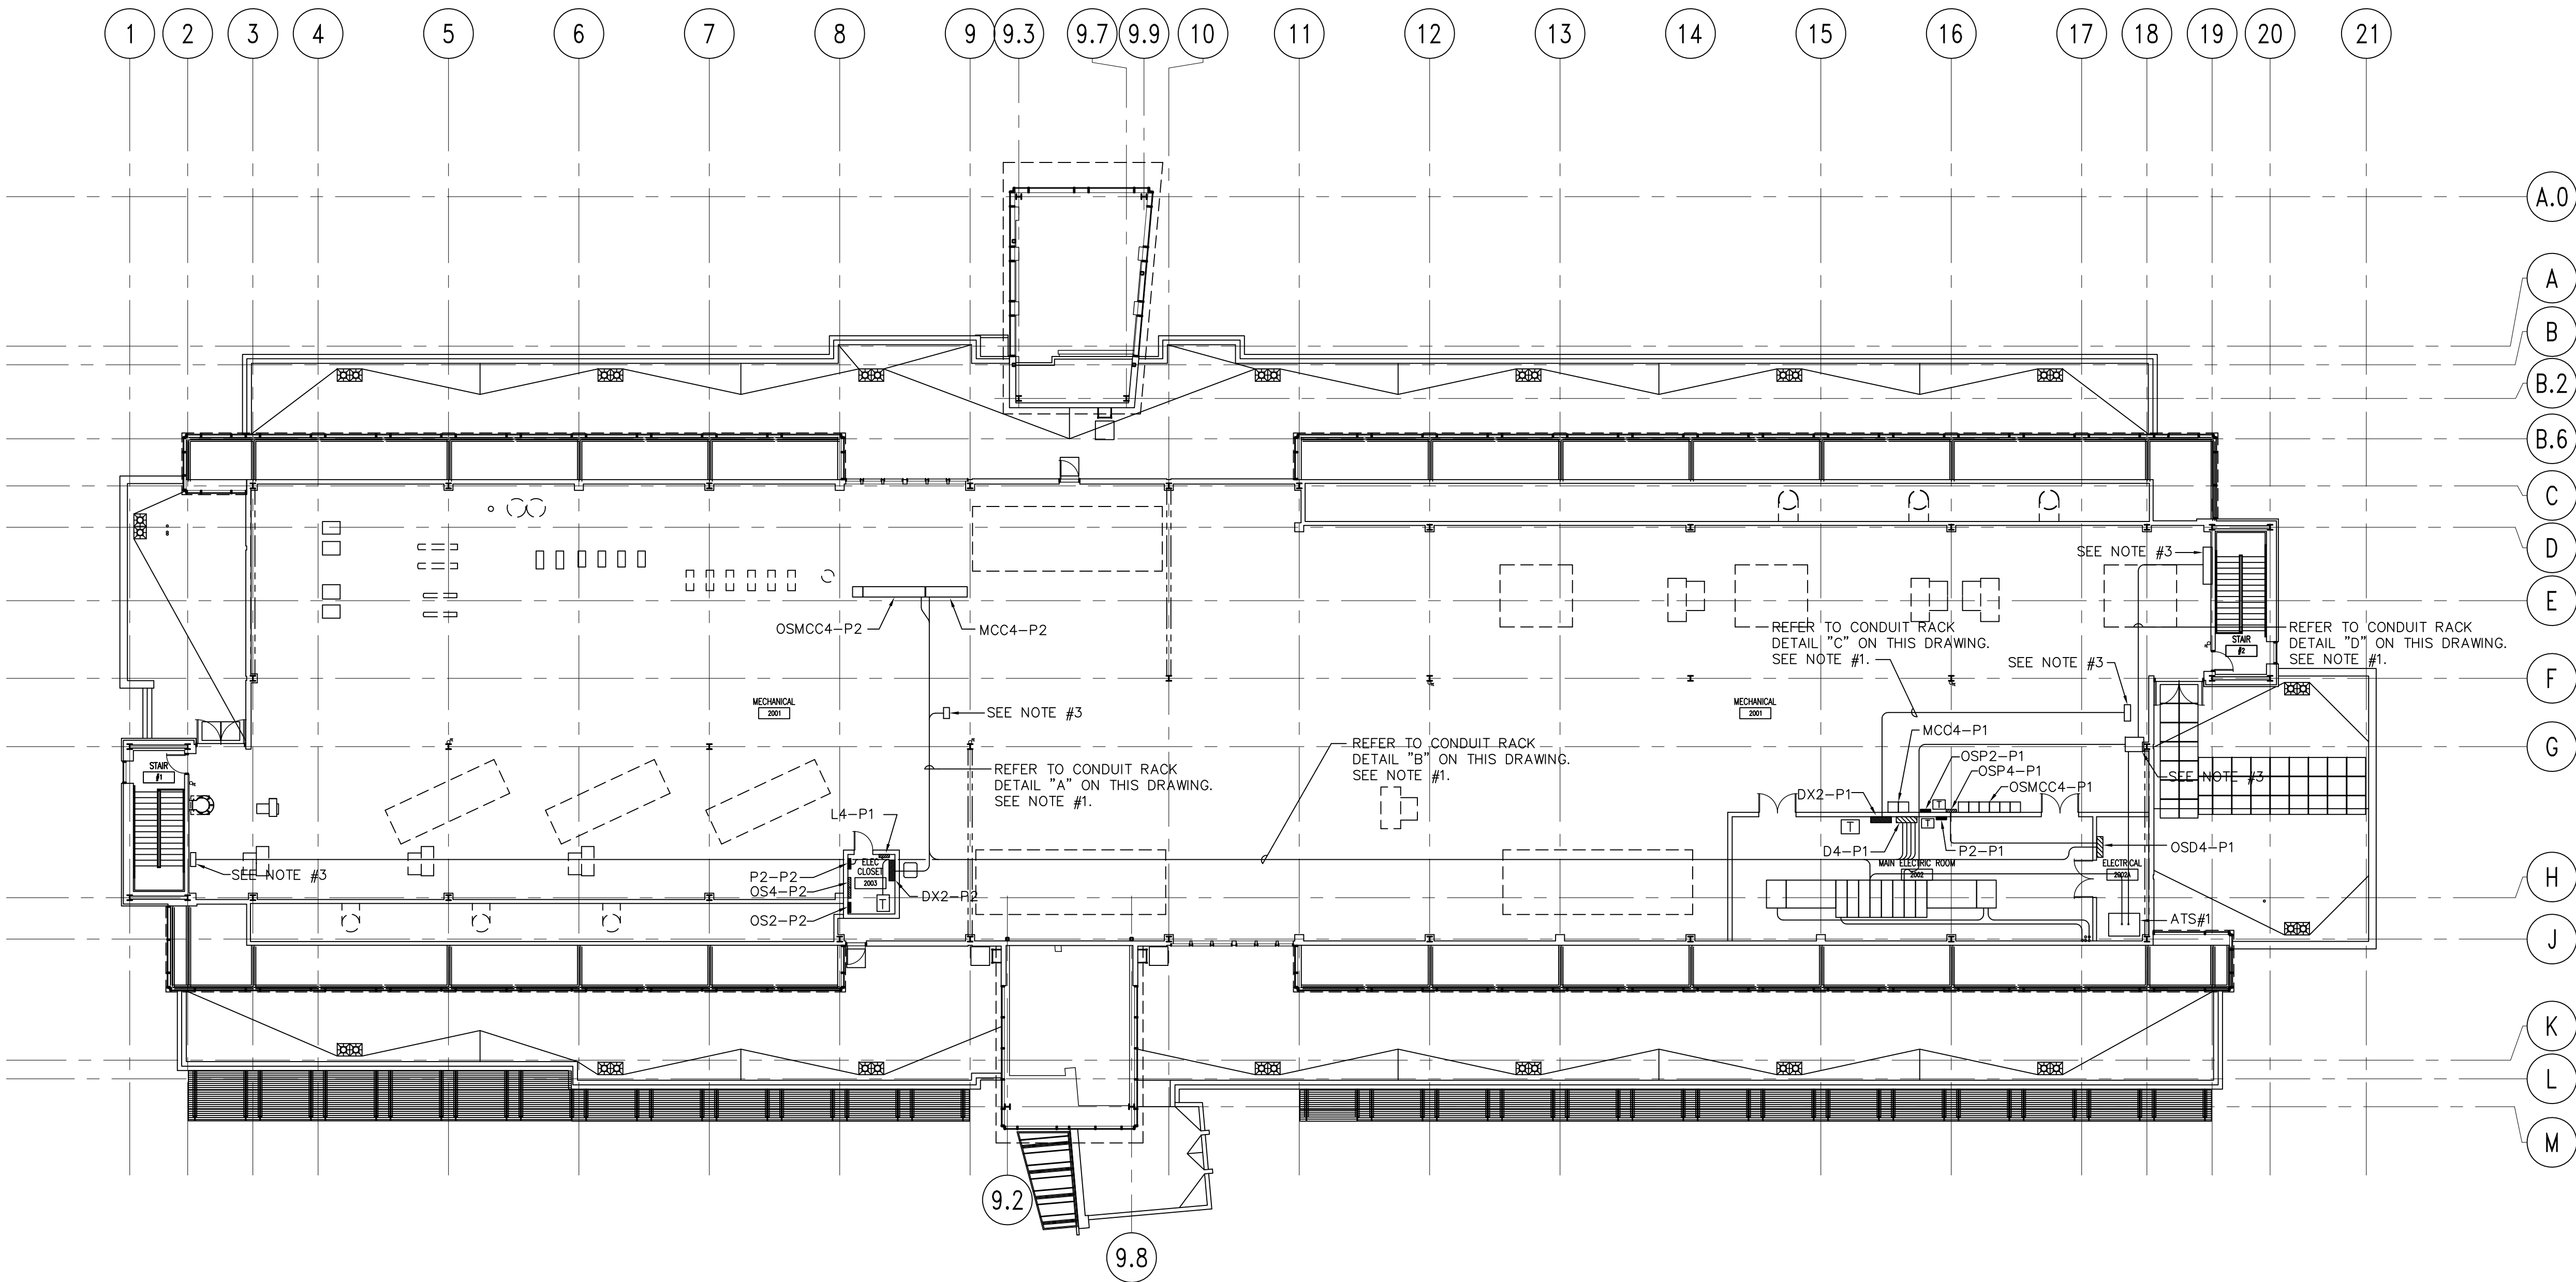 1
2
3
4
5
6
7
8
9
9.3
9.7
9.9
10
11
12
13
14
15
16
17
18
19
20
21
A.0
A
B
B.2
B.6
C
D
E
F
G
H
J
K
L
M
SEE NOTE #3
OSMCC4-P2
MCC4-P2
REFER TO CONDUIT RACK
DETAIL "C" ON THIS DRAWING.
SEE NOTE #1.
REFER TO CONDUIT RACK
DETAIL "D" ON THIS DRAWING.
SEE NOTE #1.
STAIR
#2
SEE NOTE #3
MECHANICAL
2001
SEE NOTE #3
MECHANICAL
2001
MCC4-P1
REFER TO CONDUIT RACK
DETAIL "B" ON THIS DRAWING.
SEE NOTE #1.
OSP2-P1
OSP4-P1
OSMCC4-P1
SEE NOTE #3
STAIR
#1
REFER TO CONDUIT RACK
DETAIL "A" ON THIS DRAWING.
SEE NOTE #1.
DX2-P1
L4-P1
T
T
T
D4-P1
P2-P1
OSD4-P1
MAIN ELECTRIC ROOM
2002
ELECTRICAL
2002A
SEE NOTE #3
P2-P2
OS4-P2
OS2-P2
ELEC
CLOSET
2003
T
DX2-P2
ATS#1
9.2
9.8